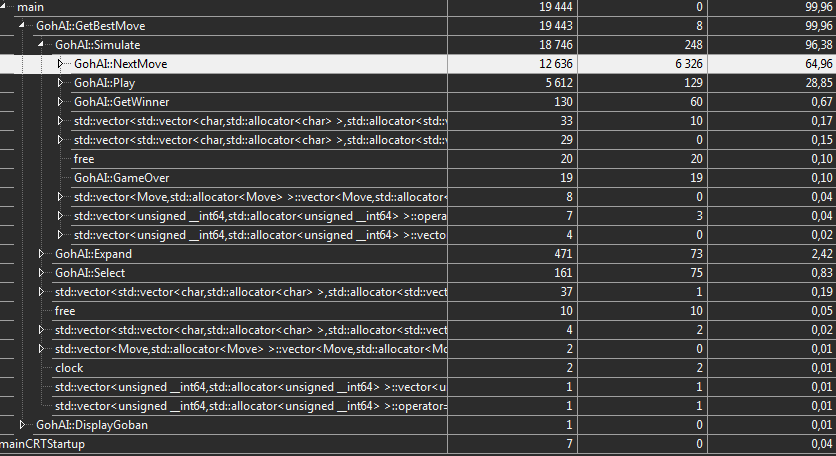 main 19 444 0 99,96
GohAI::GetBestMove 19 443 8 99,96
GohAI::Simulate 18 746 248 96,38
GohAI::NextMove 12 636 6 326 64,96
GohAI::Play 5 612 129 28,85
GohAI::GetWinner 130 60 0,67
std::vector<std::vector<char,std::allocator<char> >,std::allocator<std::v 33 10 0,17
std::vector<std::vector<char,std::allocator<char> >,std::allocator<std::v 29 0 0,15
free 20 20 0,10
GohAI::GameOver 19 19 0,10
std::vector<Move,std::allocator<Move> >::vector<Move,std::allocator< 8 0 0,04
std::vector<unsigned __int64,std::allocator<unsigned __int64> >::opera 7 3 0,04
std::vector<unsigned __int64,std::allocator<unsigned __int64> >::vecto 4 0 0,02
GohAI::Expand 471 73 2,42
GohAI::Select 161 75 0,83
std::vector<std::vector<char,std::allocator<char> >,std::allocator<std::vect 37 1 0,19
free 10 10 0,05
std::vector<std::vector<char,std::allocator<char> >,std::allocator<std::vect 4 2 0,02
std::vector<Move,std::allocator<Move> >::vector<Move,std::allocator<Mo 2 0 0,01
clock 2 2 0,01
std::vector<unsigned __int64,std::allocator<unsigned __int64> >::vector<u 1 1 0,01
std::vector<unsigned __int64,std::allocator<unsigned __int64> >::operator= 1 1 0,01
GohAI::DisplayGoban 1 0 0,01
mainCRTStartup 7 0 0,04